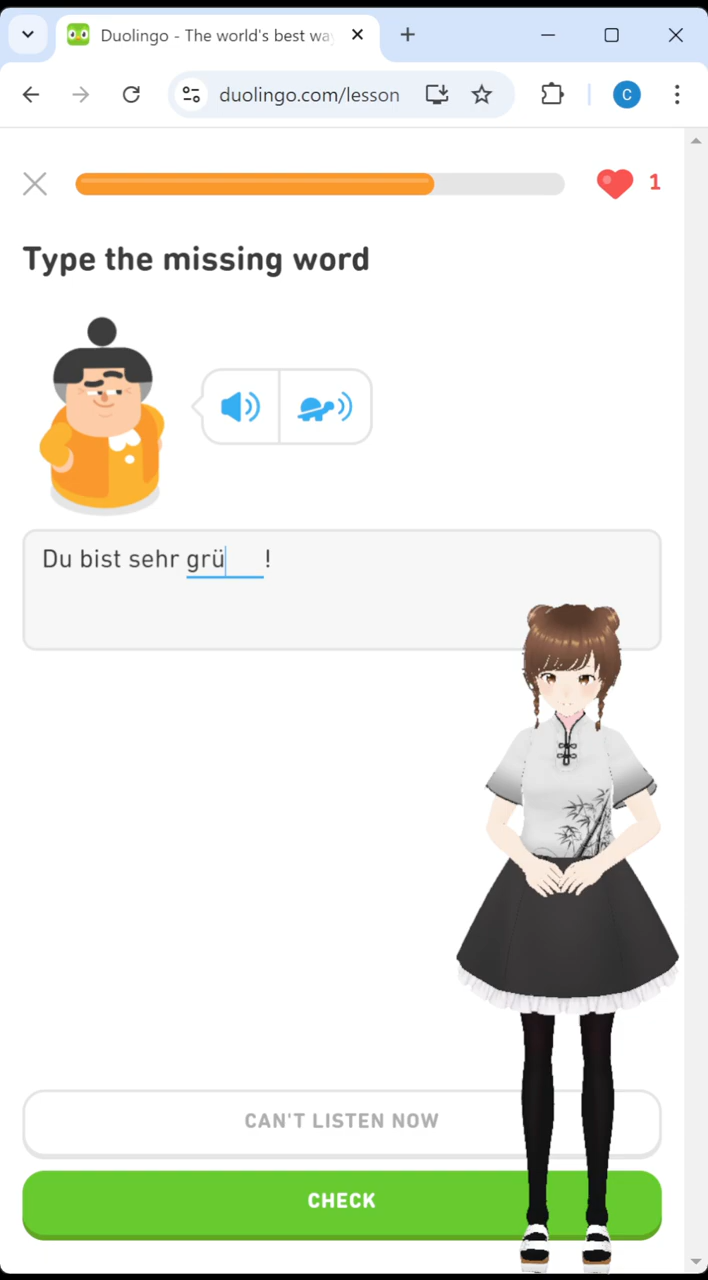 Duolingo - The world's best wa
duolingo.com/lesson
C
1
Type the missing word
Du bist sehr grü !
CAN'T LISTEN NOW
CHECK